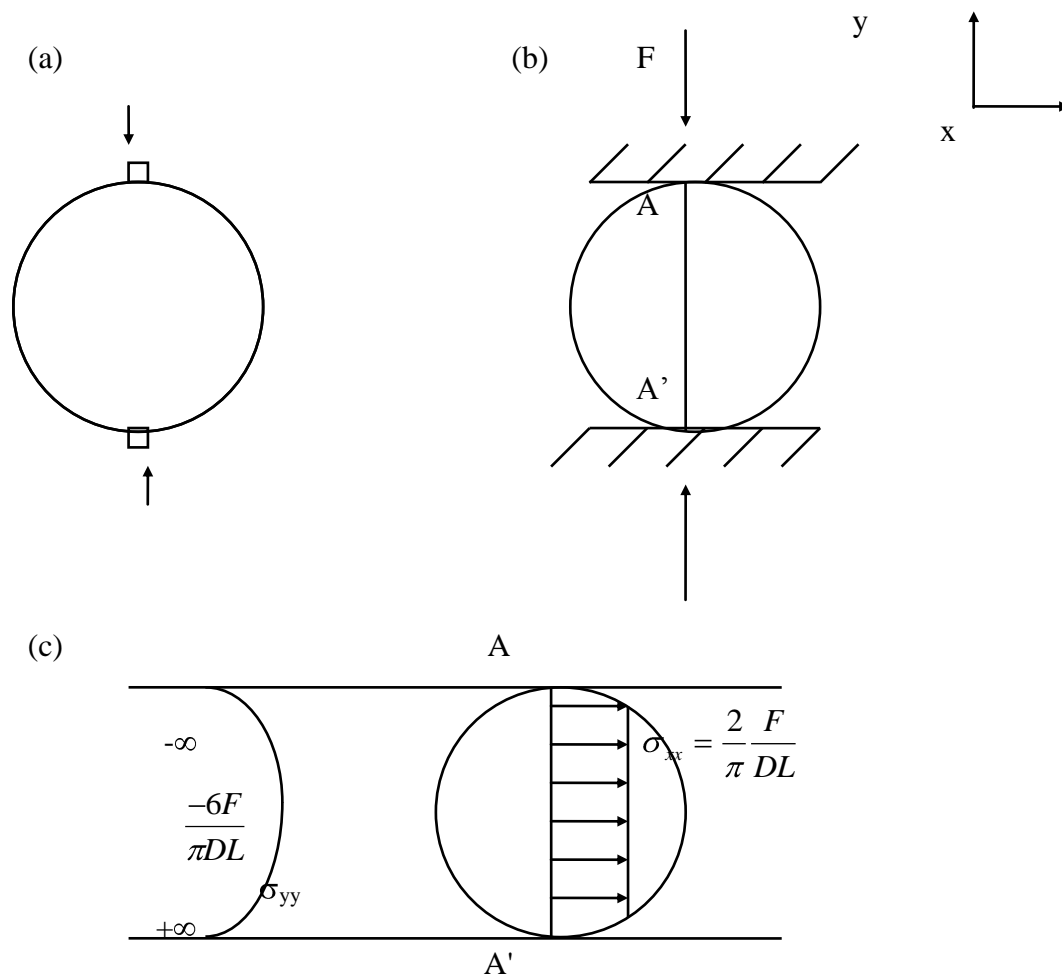 y
(a)
(b)
F
x
A
A’
(c)
A
-∞
σxx = 2/π F/DL
-6F/πDL
σyy
+∞
A'